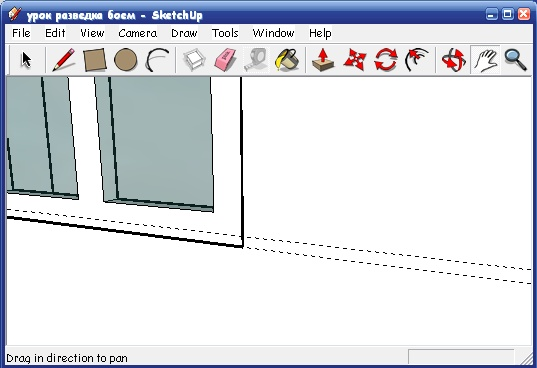 урок разведка боем - SketchUp
File Edit View Camera Draw Tools Window Help
Drag in direction to pan